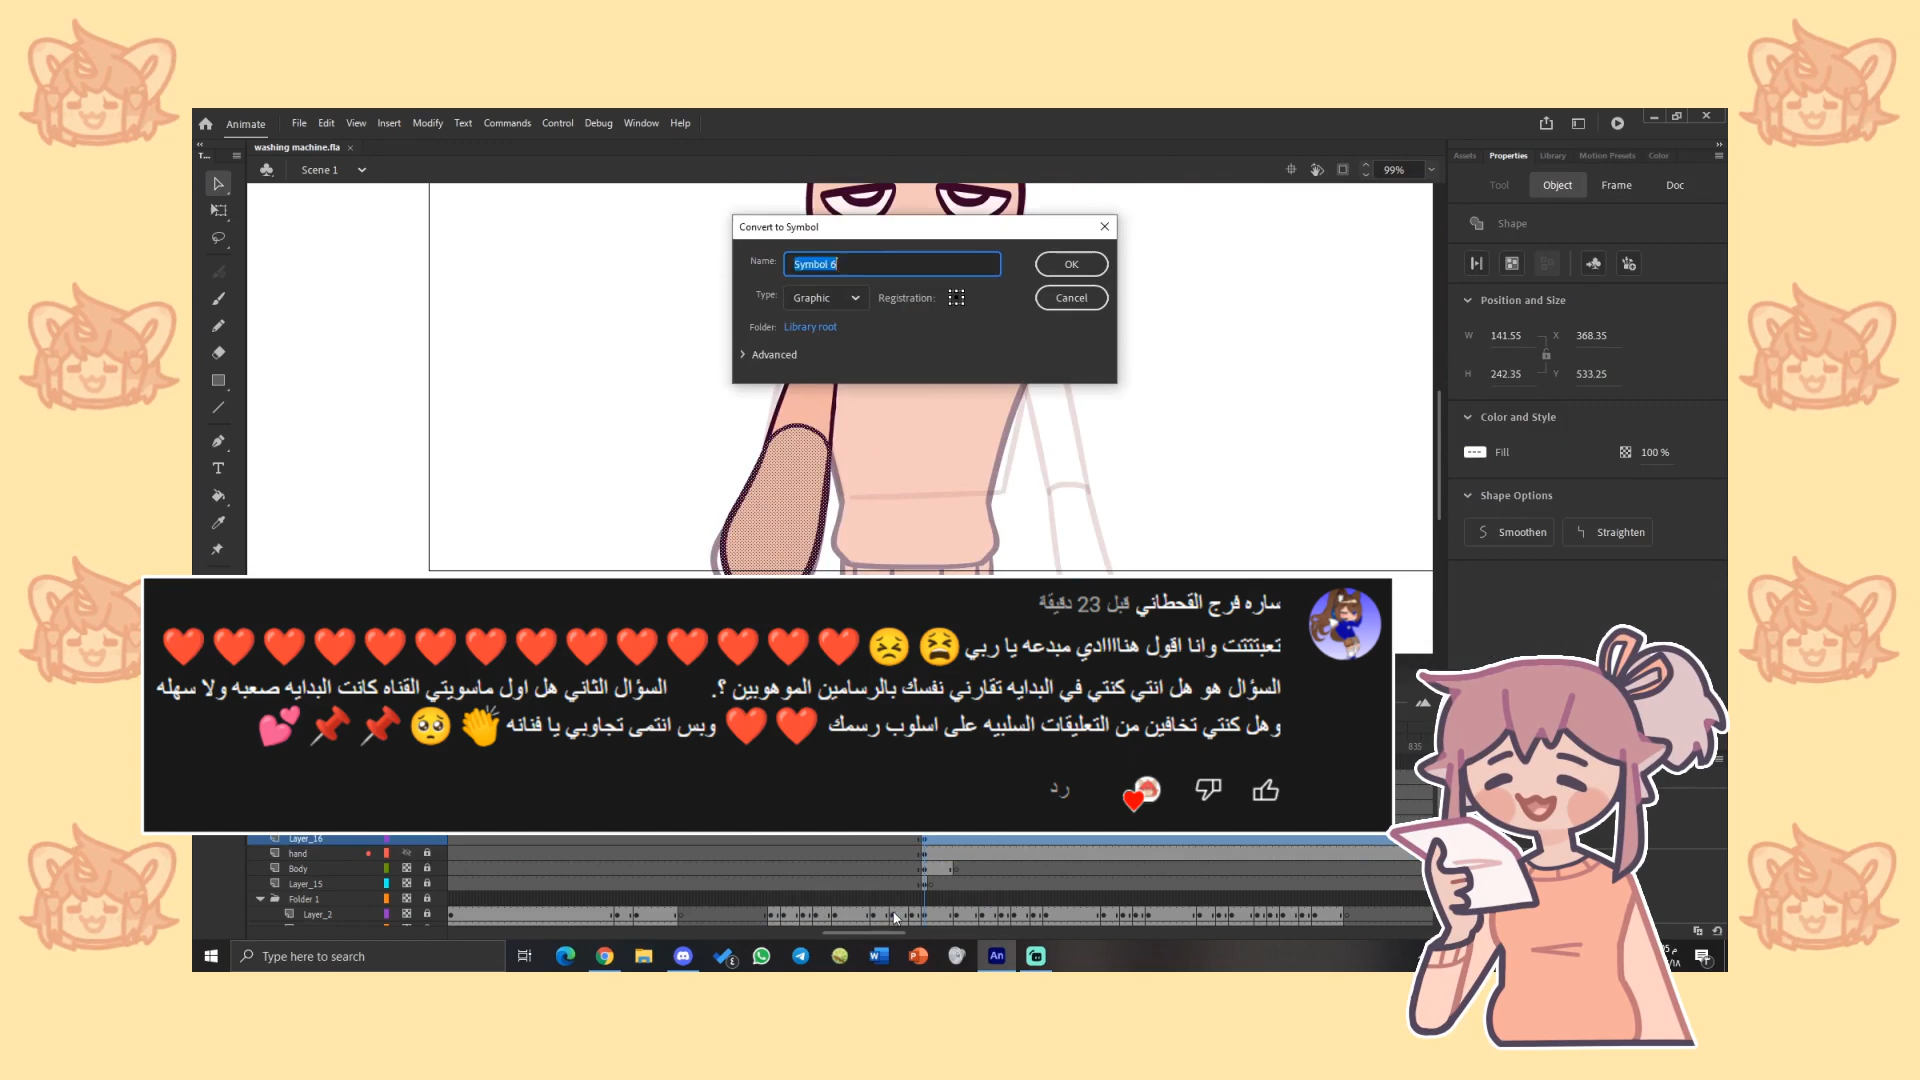 Animate
File Edit View Insert Modify Text Commands Control Debug Window Help
washing machine.fla
T...
Scene 1
99%
Assets Properties Library Motion Presets Color
Tool Object Frame Doc
Shape
Position and Size
W 141.55 X 368.35
H 242.35 Y 533.25
Color and Style
Fill 100 %
Shape Options
Smoothen Straighten
Convert to Symbol
Name: Symbol 6 OK
Type: Graphic Registration: Cancel
Folder: Library root
Advanced
ساره فرج القحطاني قبل 23 دقيقة
تعبتتتت وانا اقول هنااااادي مبدعه يا ربي 😫 😣 ❤️ ❤️ ❤️ ❤️ ❤️ ❤️ ❤️ ❤️ ❤️ ❤️ ❤️ ❤️ ❤️ ❤️
السؤال هو هل انتي كنتي في البدايه تقارني نفسك بالرسامين الموهوبين ؟. السؤال الثاني هل اول ماسويتي القناه كانت البدايه صعبه ولا سهله
وهل كنتي تخافين من التعليقات السلبيه على اسلوب رسمك ❤️ ❤️ وبس انتمى تجاوبي يا فنانه 👏 🥺 📌 📌 💕
رد
835
Layer_16
hand
Body
Layer_15
Folder 1
Layer_2
Type here to search
An